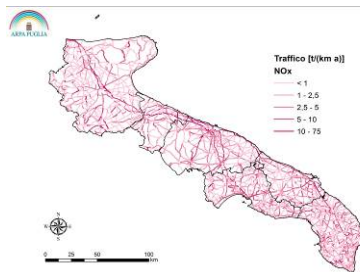 ARPA PUGLIA
Traffico [t/(km a)]
NOx
< 1
1 - 2,5
2,5 - 5
5 - 10
10 - 75
N
W
E
S
0 25 50 100
km